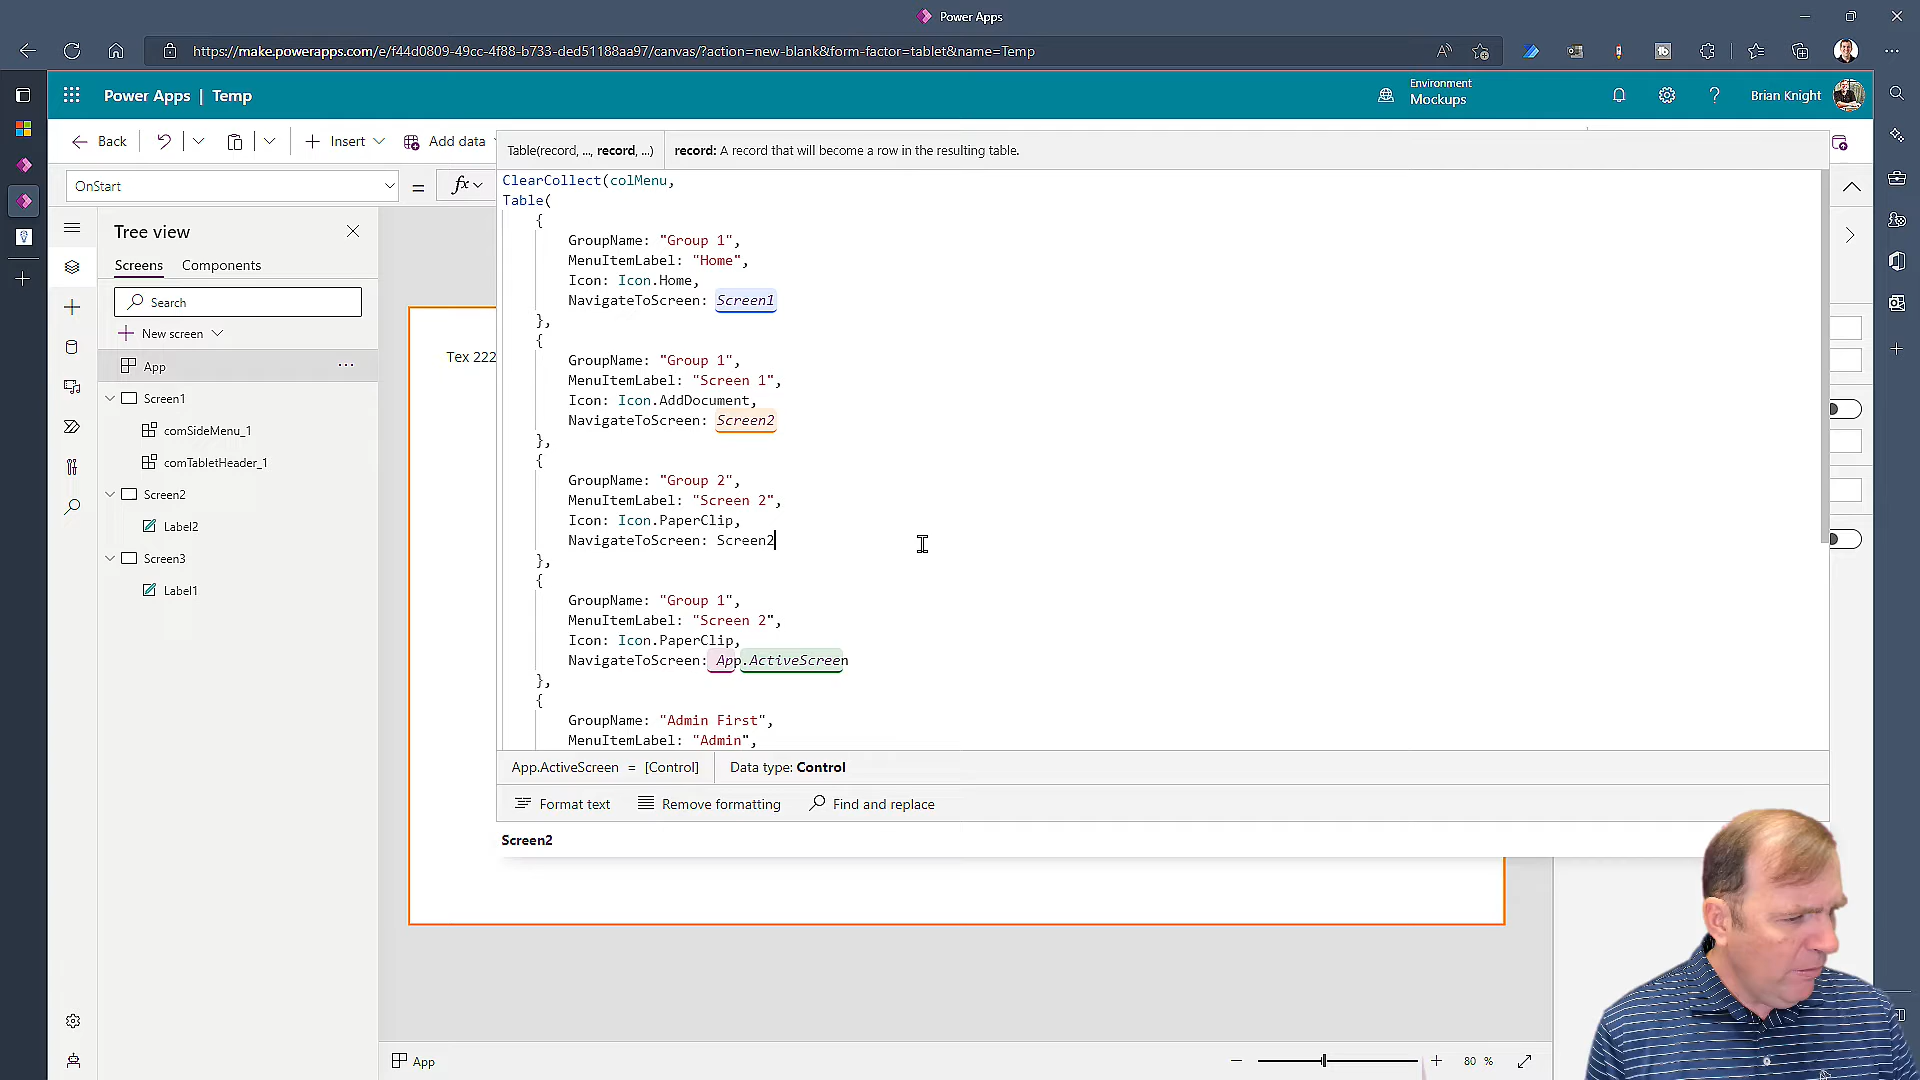 Power Apps
https://make.powerapps.com/e/f44d0809-49cc-4f88-b733-ded51188aa97/canvas/?action=new-blank&form-factor=tablet&name=Temp
Power Apps | Temp
Environment
Mockups
Brian Knight
Back
Insert
Add data
OnStart
=
fx
Table(record, ..., record, ...)
record: A record that will become a row in the resulting table.
Tree view
Screens
Components
Search
New screen
App
Screen1
comSideMenu_1
comTabletHeader_1
Screen2
Label2
Screen3
Label1
Tex 222
ClearCollect(colMenu,
Table(
{
GroupName: "Group 1",
MenuItemLabel: "Home",
Icon: Icon.Home,
NavigateToScreen: Screen1
},
{
GroupName: "Group 1",
MenuItemLabel: "Screen 1",
Icon: Icon.AddDocument,
NavigateToScreen: Screen2
},
{
GroupName: "Group 2",
MenuItemLabel: "Screen 2",
Icon: Icon.PaperClip,
NavigateToScreen: Screen2
},
{
GroupName: "Group 1",
MenuItemLabel: "Screen 2",
Icon: Icon.PaperClip,
NavigateToScreen: App.ActiveScreen
},
{
GroupName: "Admin First",
MenuItemLabel: "Admin",
App.ActiveScreen = [Control]
Data type: Control
Format text
Remove formatting
Find and replace
Screen2
App
80 %